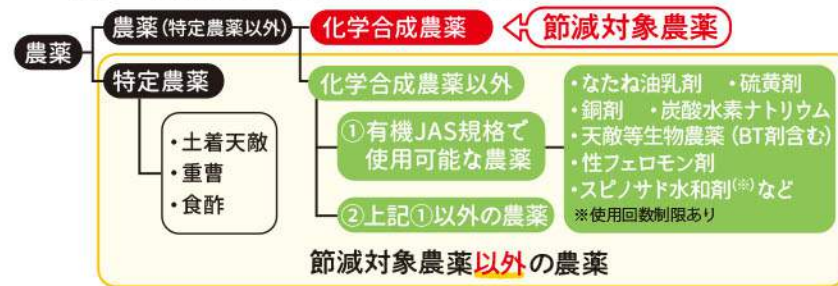 農薬
農薬(特定農薬以外)
化学合成農薬
節減対象農薬
特定農薬
・土着天敵
・重曹
・食酢
化学合成農薬以外
①有機JAS規格で
使用可能な農薬
②上記①以外の農薬
・なたね油乳剤 ・硫黄剤
・銅剤 ・炭酸水素ナトリウム
・天敵等生物農薬(BT剤含む)
・性フェロモン剤
・スピノサド水和剤(※)など
※使用回数制限あり
節減対象農薬以外の農薬